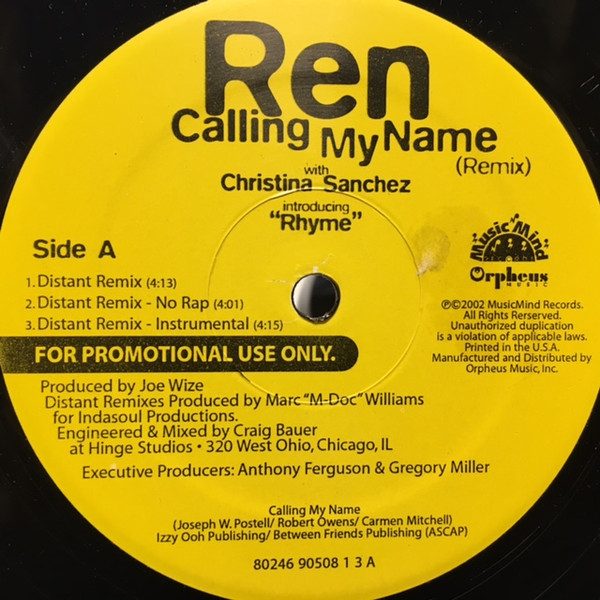 Ren
Calling My Name
(Remix)
with
Christina Sanchez
introducing
"Rhyme"
Music Mind
RECORDS
Orpheus
MUSIC
Side A
1. Distant Remix (4:13)
2. Distant Remix - No Rap (4:01)
3. Distant Remix - Instrumental (4:15)
FOR PROMOTIONAL USE ONLY.
℗©2002 MusicMind Records.
All Rights Reserved.
Unauthorized duplication
is a violation of applicable laws.
Printed in the U.S.A.
Manufactured and Distributed by
Orpheus Music, Inc.
Produced by Joe Wize
Distant Remixes Produced by Marc "M-Doc" Williams
for Indasoul Productions.
Engineered & Mixed by Craig Bauer
at Hinge Studios • 320 West Ohio, Chicago, IL
Executive Producers: Anthony Ferguson & Gregory Miller
Calling My Name
(Joseph W. Postell/ Robert Owens/ Carmen Mitchell)
Izzy Ooh Publishing/ Between Friends Publishing (ASCAP)
80246 90508 1 3 A